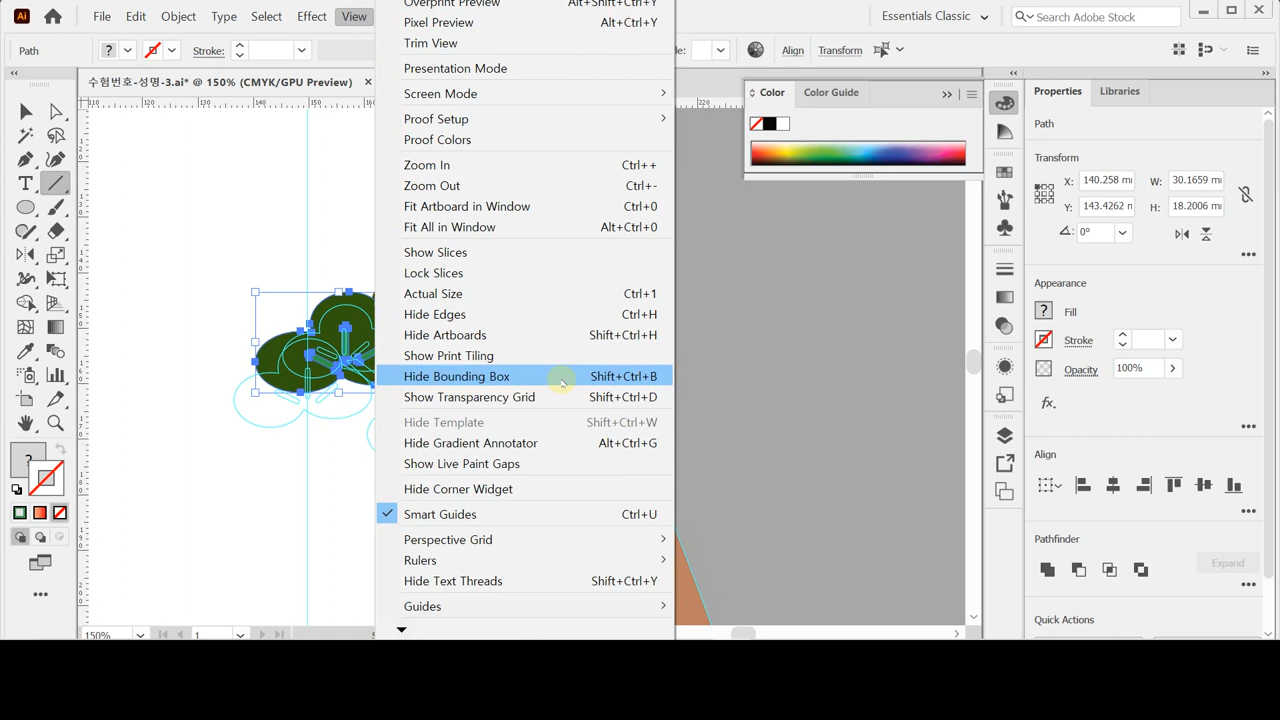 Ai File Edit Object Type Select Effect View
Essentials Classic Search Adobe Stock
Path ? Stroke: Align Transform
수험번호-성명-3.ai* @ 150% (CMYK/GPU Preview) ×
110 120 130 140 150 220
Overprint Preview Alt+Shift+Ctrl+Y
Pixel Preview Alt+Ctrl+Y
Trim View
Presentation Mode
Screen Mode
Proof Setup
Proof Colors
Zoom In Ctrl++
Zoom Out Ctrl+-
Fit Artboard in Window Ctrl+0
Fit All in Window Alt+Ctrl+0
Show Slices
Lock Slices
Actual Size Ctrl+1
Hide Edges Ctrl+H
Hide Artboards Shift+Ctrl+H
Show Print Tiling
Hide Bounding Box Shift+Ctrl+B
Show Transparency Grid Shift+Ctrl+D
Hide Template Shift+Ctrl+W
Hide Gradient Annotator Alt+Ctrl+G
Show Live Paint Gaps
Hide Corner Widget
Smart Guides Ctrl+U
Perspective Grid
Rulers
Hide Text Threads Shift+Ctrl+Y
Guides
Color Color Guide
Properties Libraries
Path
Transform
X: 140.258 m W: 30.1659 m
Y: 143.4262 H: 18.2006 m
0°
Appearance
? Fill
Stroke
Opacity 100%
fx.
Align
Pathfinder
Expand
Quick Actions
?
150% 1